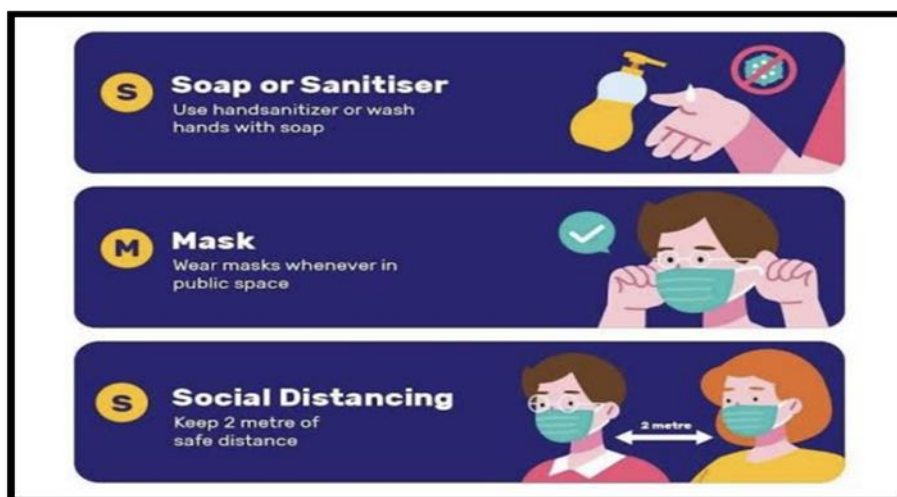 S
Soap or Sanitiser
Use handsanitizer or wash
hands with soap
M
Mask
Wear masks whenever in
public space
S
Social Distancing
Keep 2 metre of
safe distance
2 metre